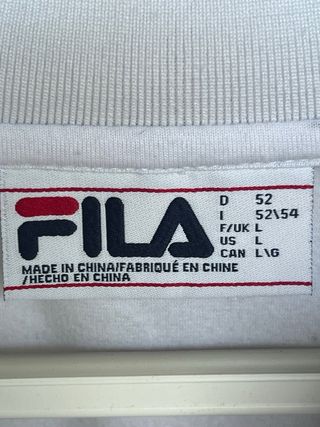 FILA
D 52
I 52\54
F/UK L
US L
CAN L\G
MADE IN CHINA/FABRIQUÉ EN CHINE
/HECHO EN CHINA